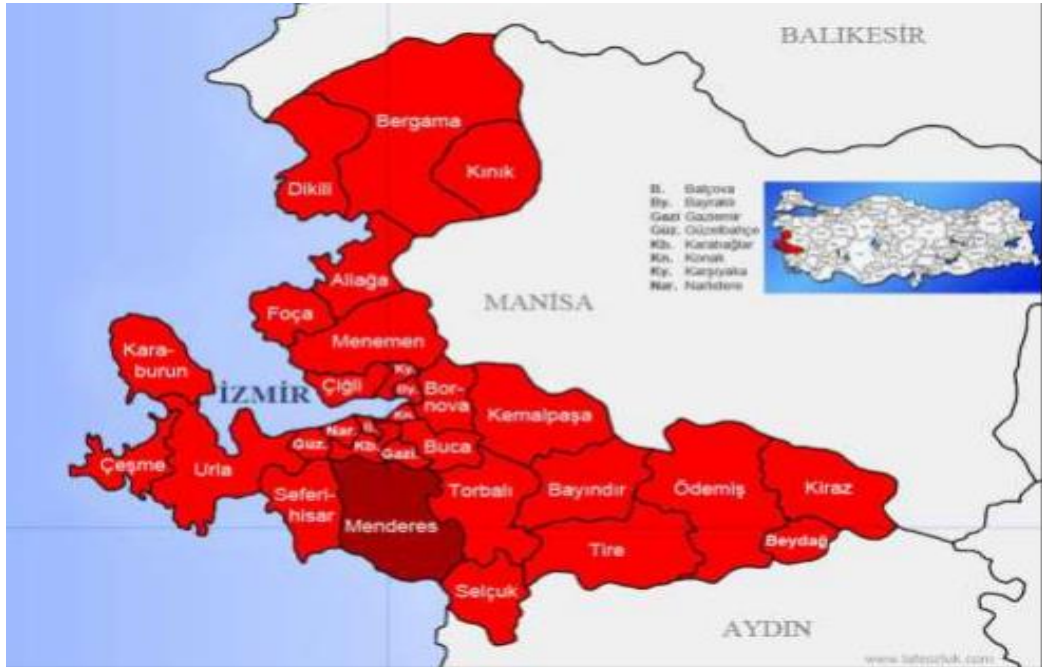 BALIKESİR
Bergama
Kınık
Dikili
B. Balçova
By. Bayraklı
Gazi Gaziemir
Güz. Güzelbahçe
Kb. Karabağlar
Kn. Konak
Ky. Karşıyaka
Nar. Narlıdere
Aliağa
MANİSA
Foça
Menemen
Kara-
burun
Çiğli
Ky.
By.
Bor-
nova
İZMİR
Kn.
Kemalpaşa
Nar.
B.
Güz.
Kb.
Gazi.
Buca
Çeşme
Urla
Seferi-
hisar
Menderes
Torbalı
Bayındır
Ödemiş
Kiraz
Beydağ
Tire
Selçuk
AYDIN